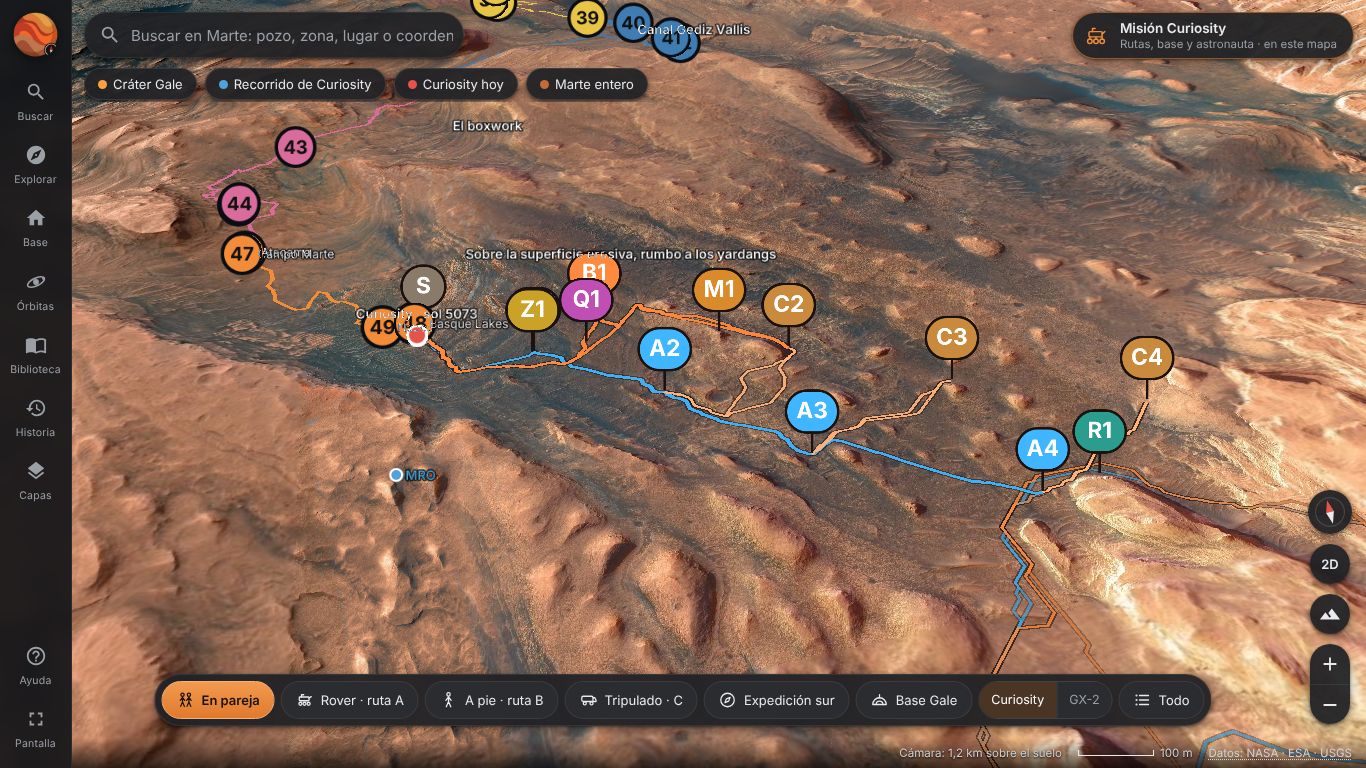 39
40
41
Canal Gediz Vallis
Buscar en Marte: pozo, zona, lugar o coorden
Misión Curiosity
Rutas, base y astronauta · en este mapa
Cráter Gale
Recorrido de Curiosity
Curiosity hoy
Marte entero
Buscar
Explorar
Base
Órbitas
Biblioteca
Historia
Capas
Ayuda
Pantalla
El boxwork
43
44
47
Sobre la superficie erosiva, rumbo a los yardangs
S
B1
Q1
Z1
M1
C2
A2
C3
C4
A3
A4
R1
49
48
Curiosity · sol 5073
MRO
2D
En pareja
Rover · ruta A
A pie · ruta B
Tripulado · C
Expedición sur
Base Gale
Curiosity
GX-2
Todo
Cámara: 1,2 km sobre el suelo
100 m
Datos: NASA · ESA · USGS